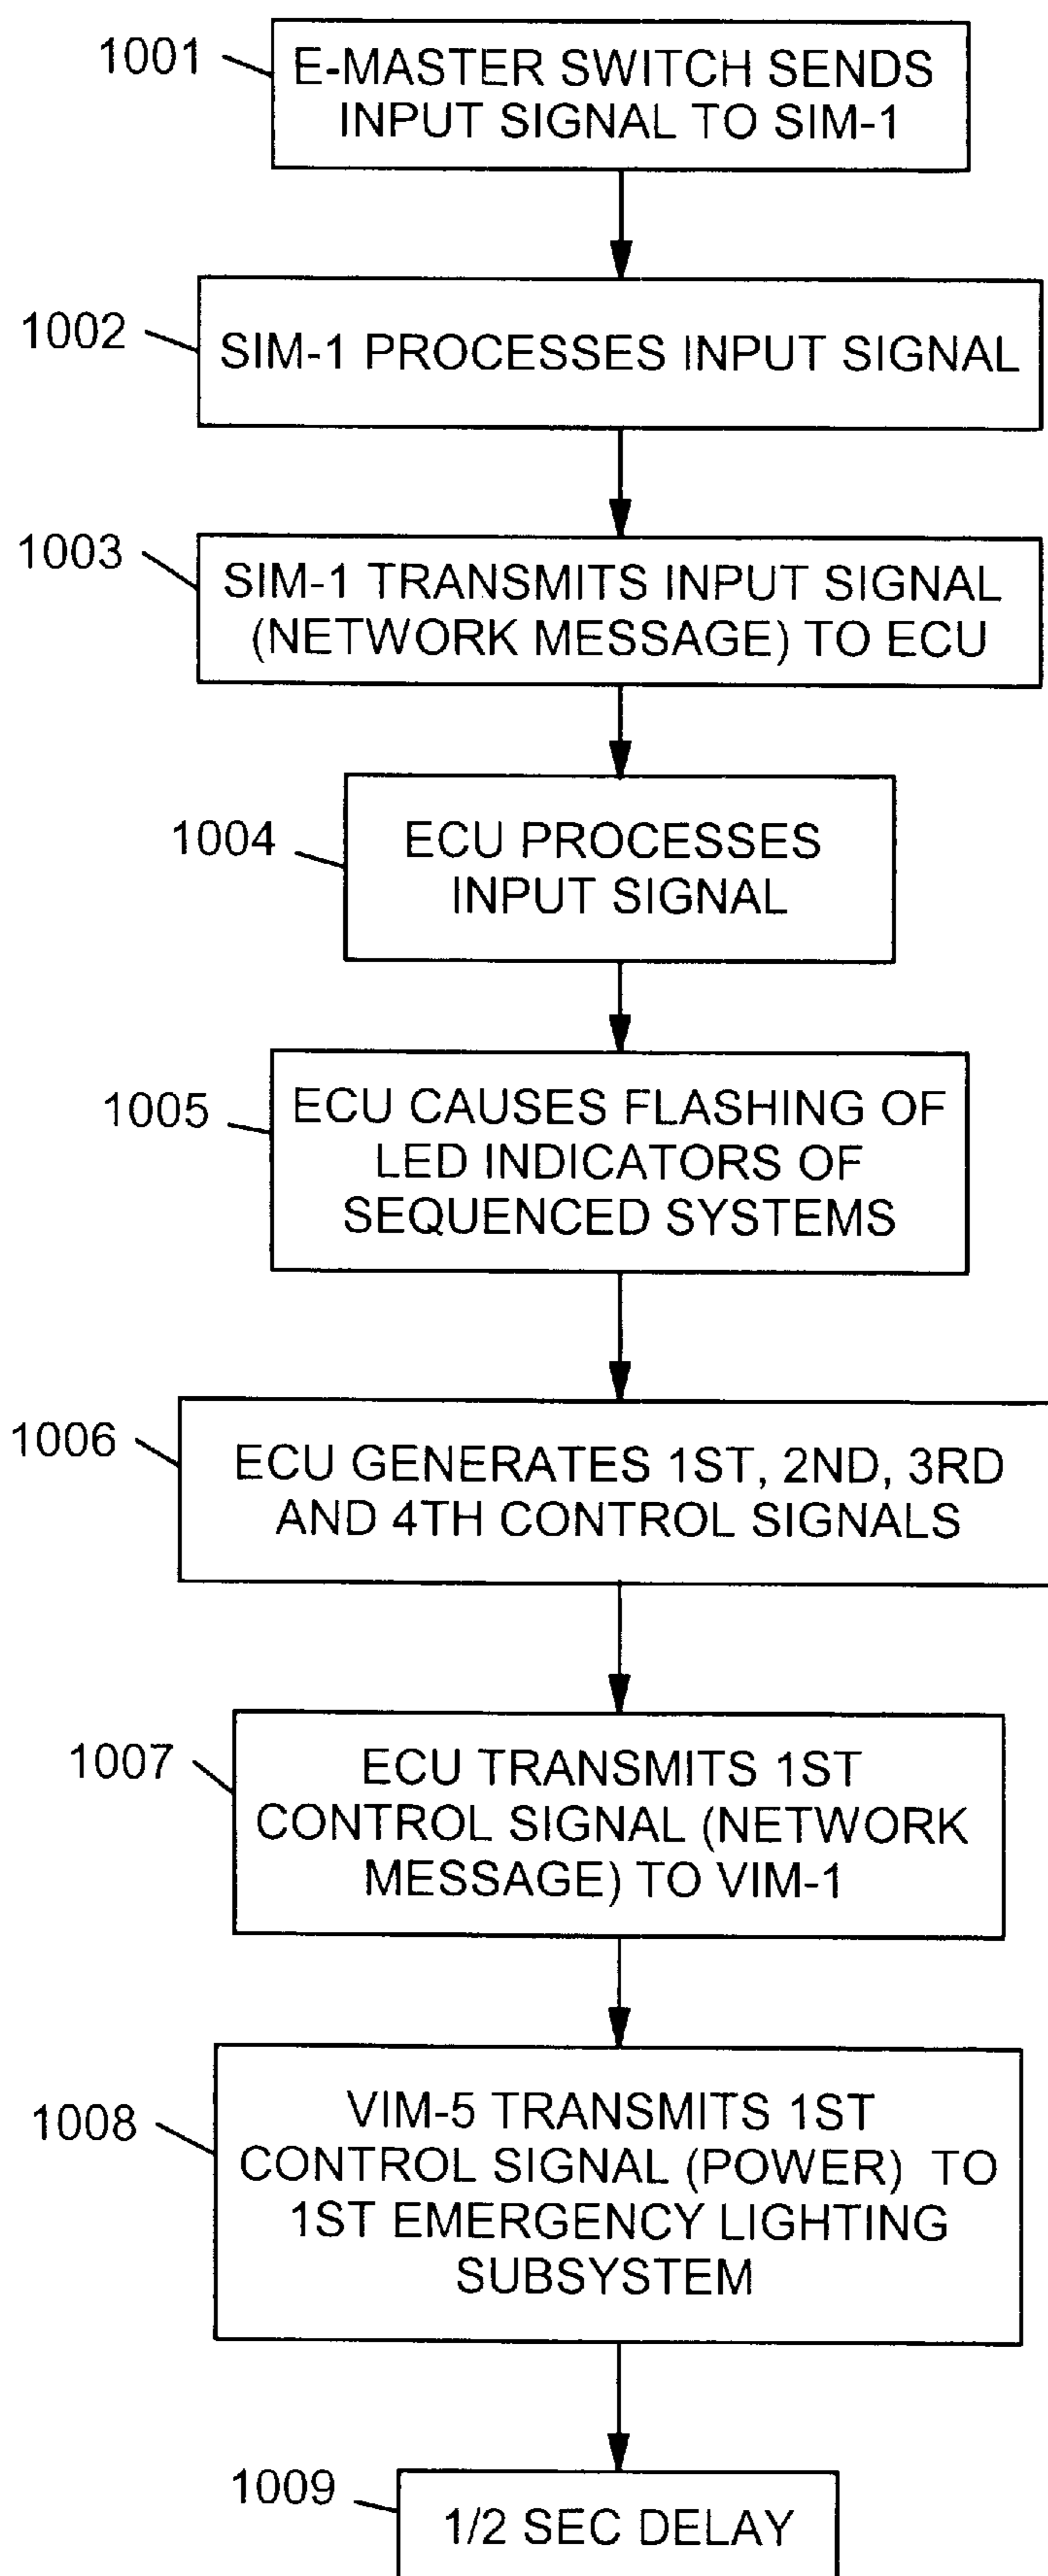 1001
E-MASTER SWITCH SENDS
INPUT SIGNAL TO SIM-1
1002
SIM-1 PROCESSES INPUT SIGNAL
1003
SIM-1 TRANSMITS INPUT SIGNAL
(NETWORK MESSAGE) TO ECU
1004
ECU PROCESSES
INPUT SIGNAL
1005
ECU CAUSES FLASHING OF
LED INDICATORS OF
SEQUENCED SYSTEMS
1006
ECU GENERATES 1ST, 2ND, 3RD
AND 4TH CONTROL SIGNALS
1007
ECU TRANSMITS 1ST
CONTROL SIGNAL (NETWORK
MESSAGE) TO VIM-1
1008
VIM-5 TRANSMITS 1ST
CONTROL SIGNAL (POWER) TO
1ST EMERGENCY LIGHTING
SUBSYSTEM
1009
1/2 SEC DELAY